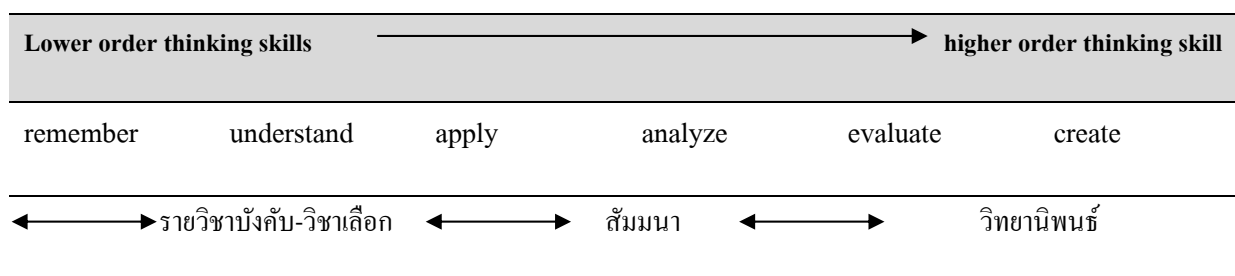 Lower order thinking skills higher order thinking skill
remember understand apply analyze evaluate create
รายวิชาบังคับ-วิชาเลือก สัมมนา วิทยานิพนธ์